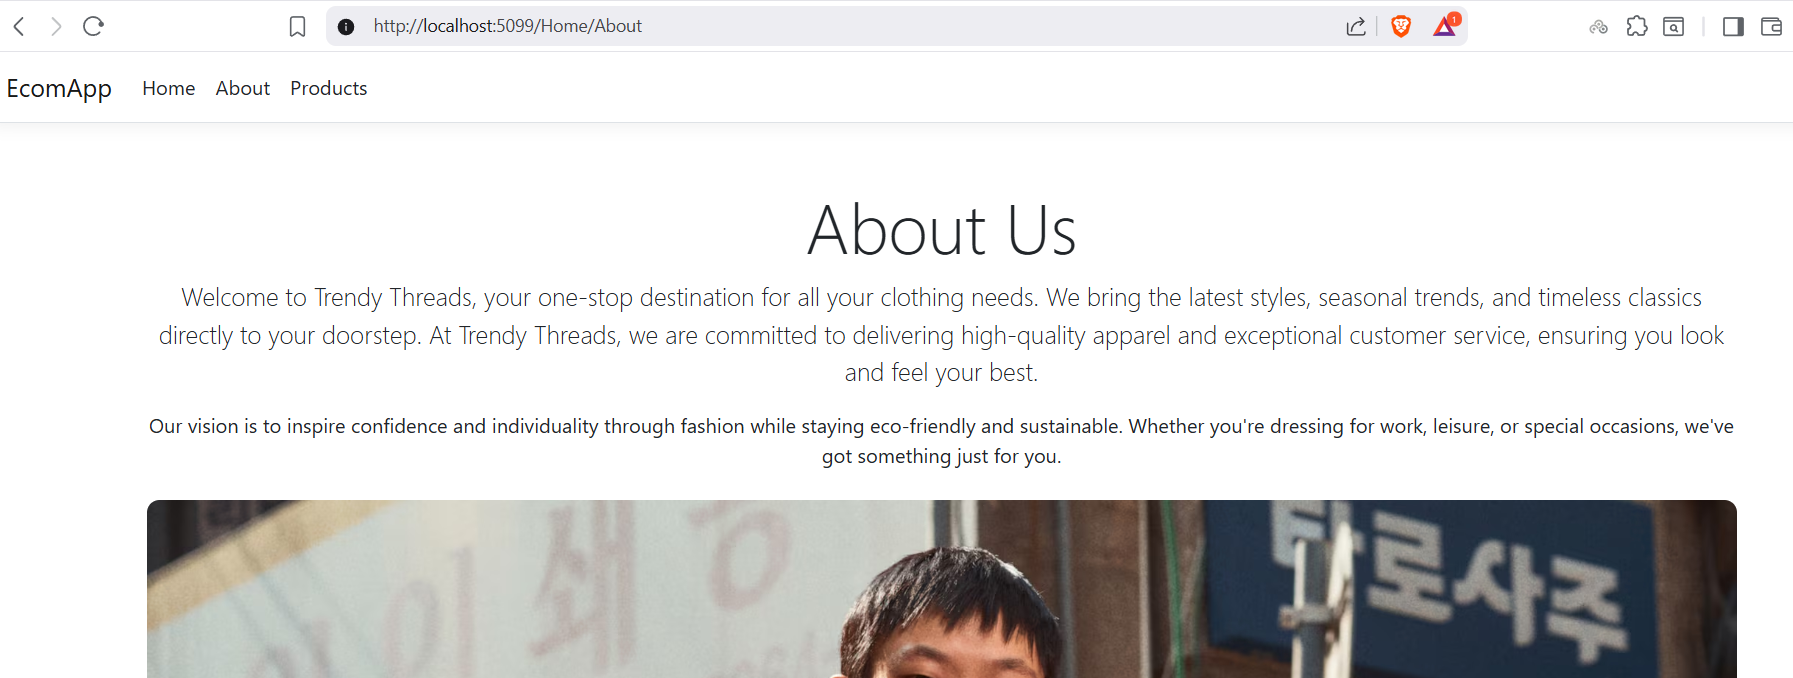 http://localhost:5099/Home/About
1
EcomApp Home About Products
About Us
Welcome to Trendy Threads, your one-stop destination for all your clothing needs. We bring the latest styles, seasonal trends, and timeless classics
directly to your doorstep. At Trendy Threads, we are committed to delivering high-quality apparel and exceptional customer service, ensuring you look
and feel your best.
Our vision is to inspire confidence and individuality through fashion while staying eco-friendly and sustainable. Whether you're dressing for work, leisure, or special occasions, we've
got something just for you.
타로사주